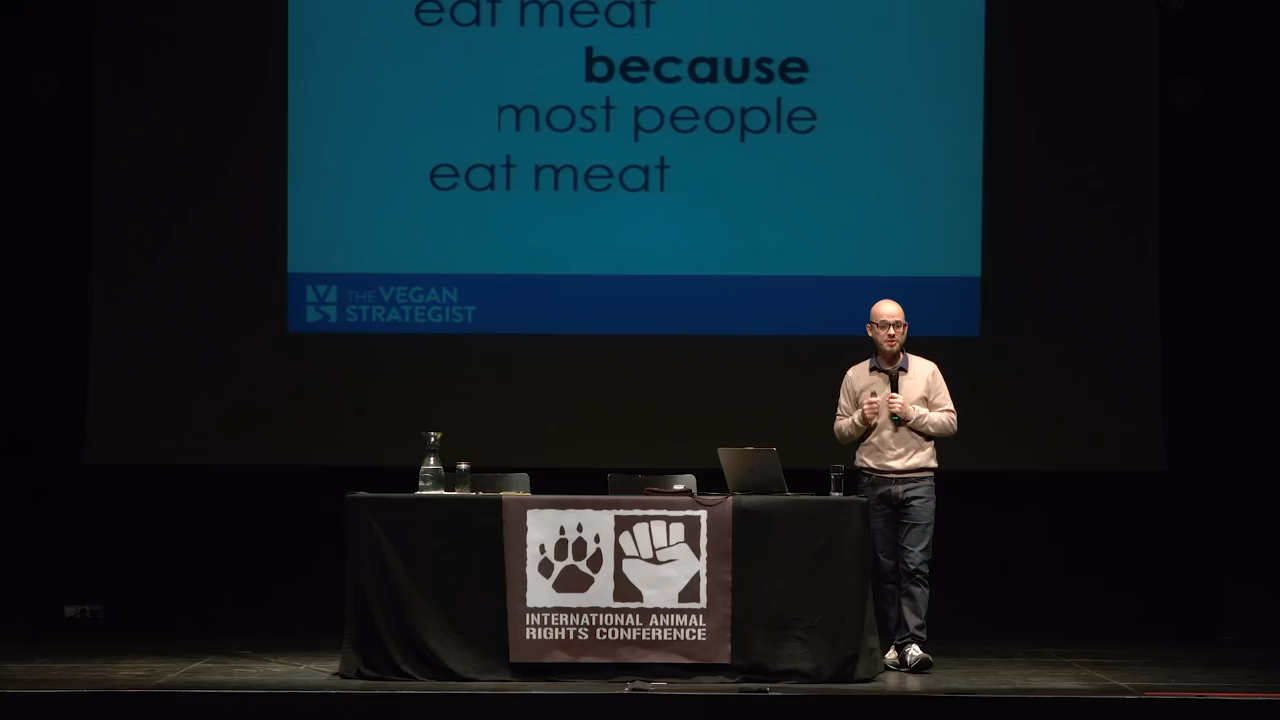 eat meat
because
most people
eat meat
THE VEGAN
STRATEGIST
INTERNATIONAL ANIMAL
RIGHTS CONFERENCE